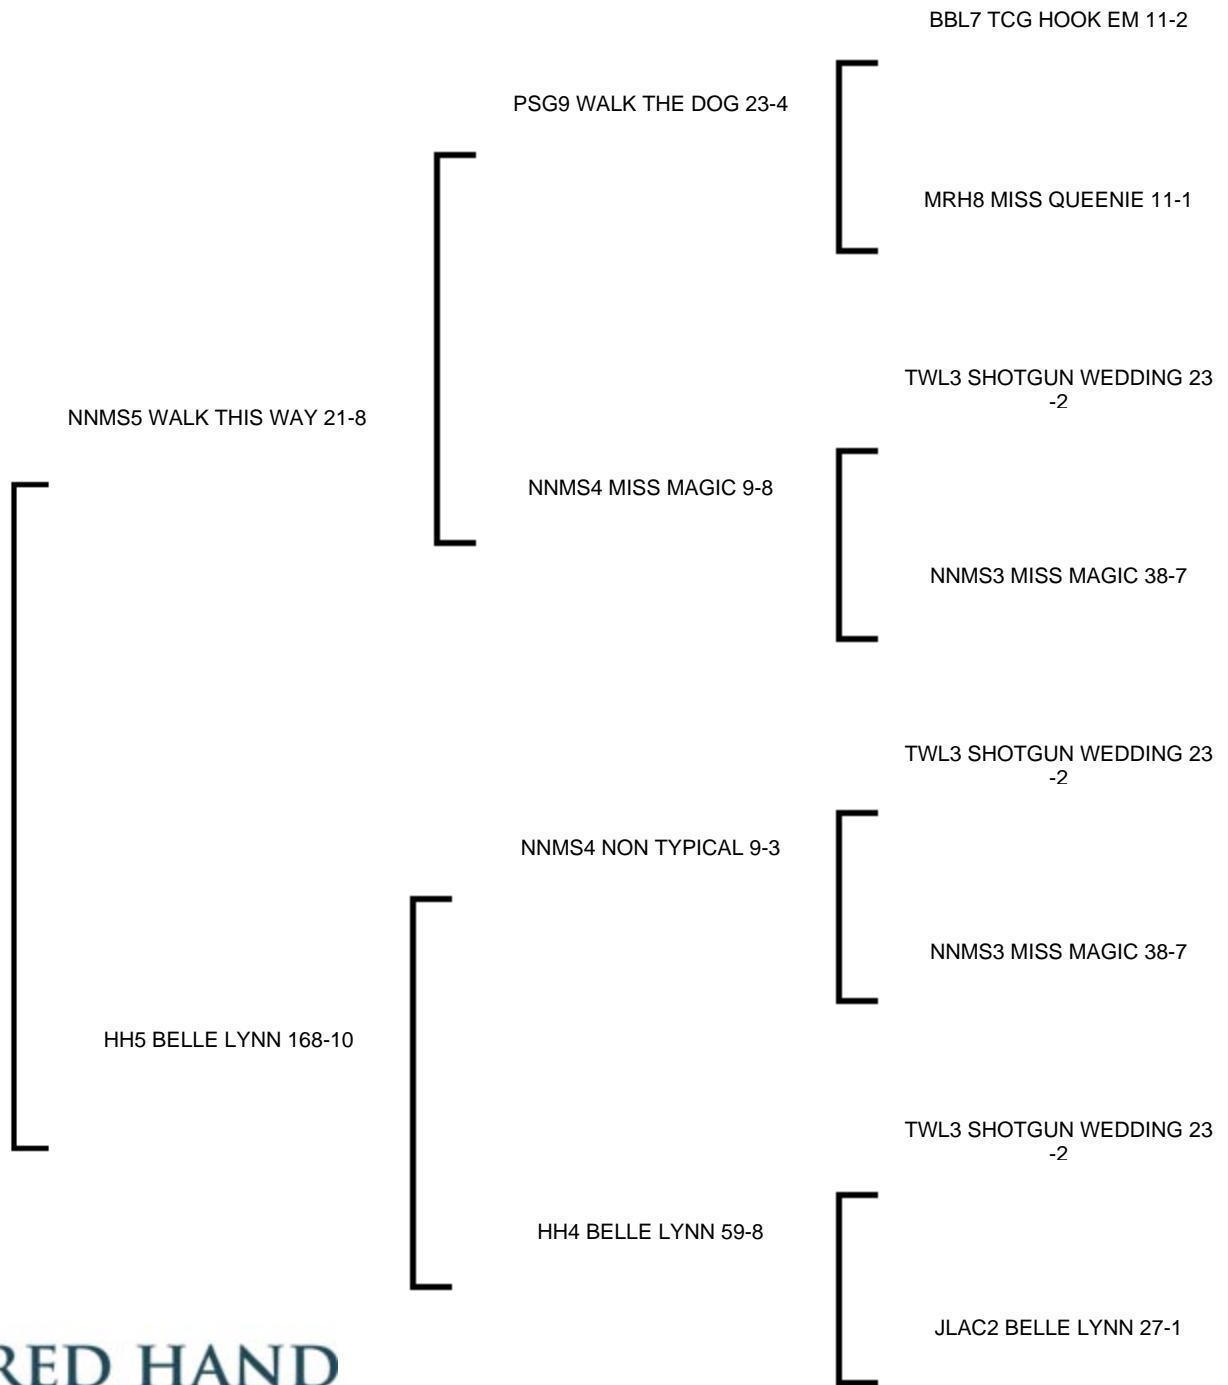 BBL7 TCG HOOK EM 11-2
PSG9 WALK THE DOG 23-4
MRH8 MISS QUEENIE 11-1
TWL3 SHOTGUN WEDDING 23
-2
NNMS5 WALK THIS WAY 21-8
NNMS4 MISS MAGIC 9-8
NNMS3 MISS MAGIC 38-7
TWL3 SHOTGUN WEDDING 23
-2
NNMS4 NON TYPICAL 9-3
NNMS3 MISS MAGIC 38-7
HH5 BELLE LYNN 168-10
TWL3 SHOTGUN WEDDING 23
-2
HH4 BELLE LYNN 59-8
JLAC2 BELLE LYNN 27-1
RED HAND